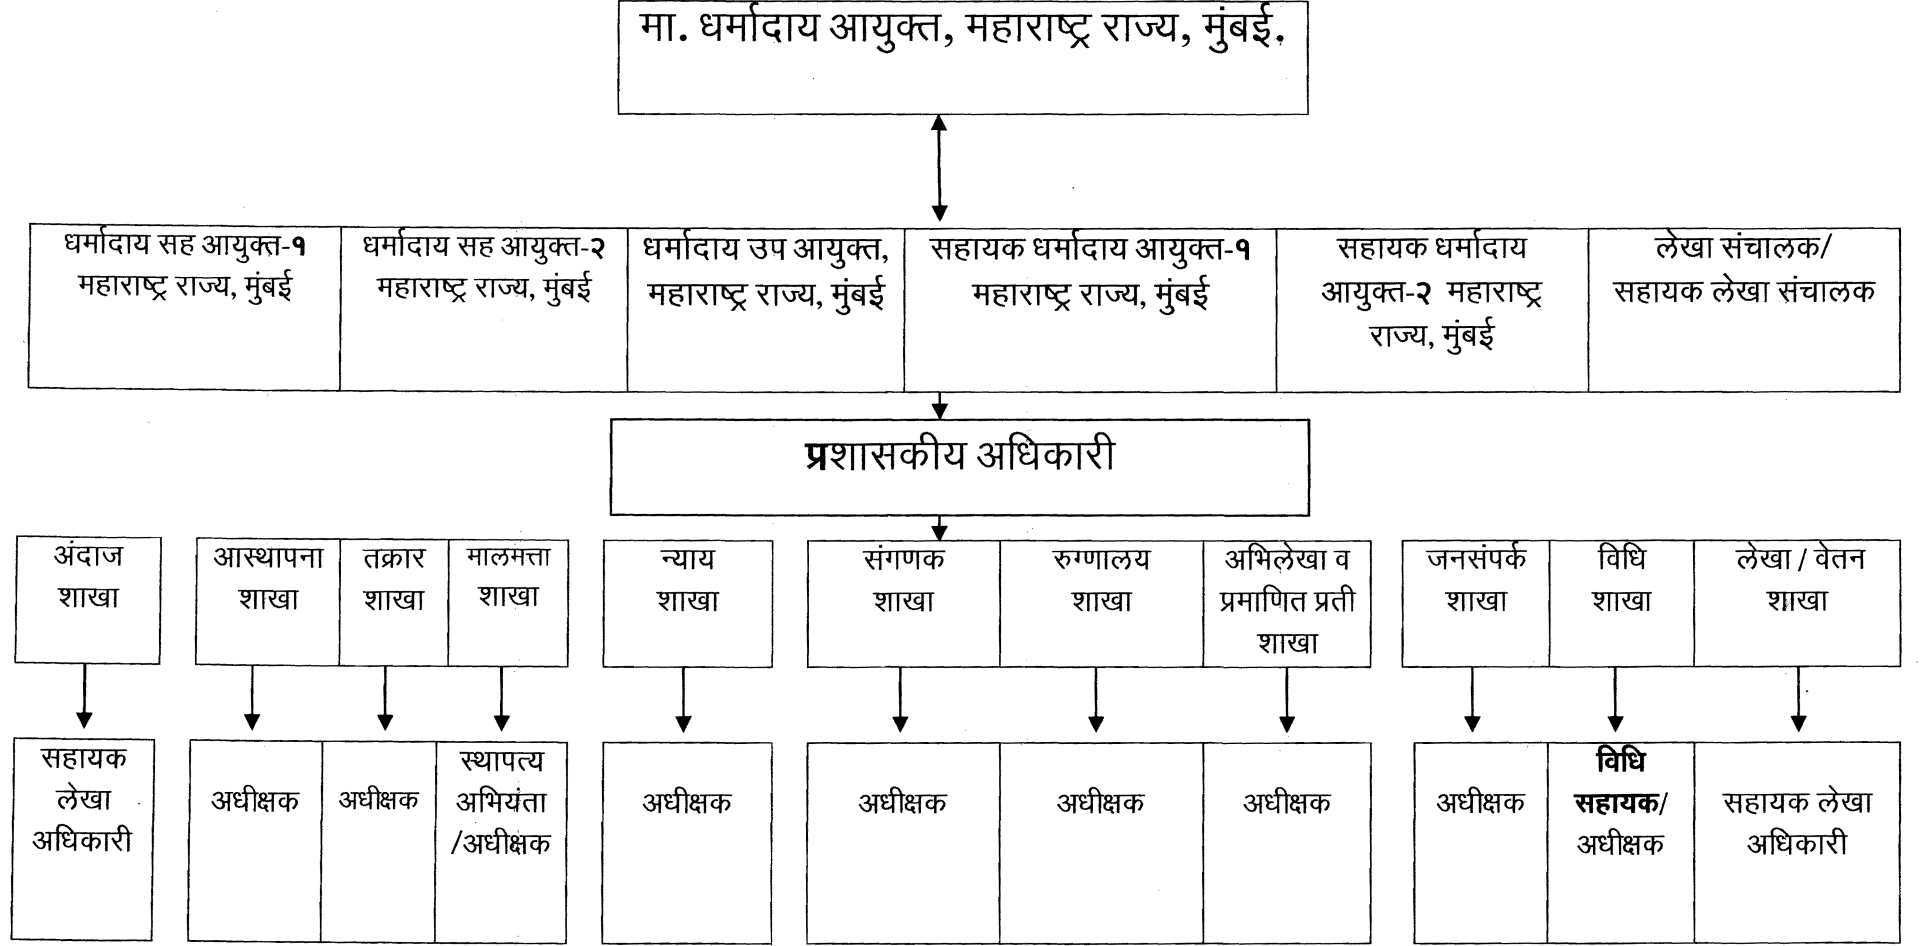 मा. धर्मादाय आयुक्त, महाराष्ट्र राज्य, मुंबई.
धर्मादाय सह आयुक्त-१
महाराष्ट्र राज्य, मुंबई
धर्मादाय सह आयुक्त-२
महाराष्ट्र राज्य, मुंबई
धर्मादाय उप आयुक्त,
महाराष्ट्र राज्य, मुंबई
सहायक धर्मादाय आयुक्त-१
महाराष्ट्र राज्य, मुंबई
सहायक धर्मादाय
आयुक्त-२ महाराष्ट्र
राज्य, मुंबई
लेखा संचालक/
सहायक लेखा संचालक
प्रशासकीय अधिकारी
अंदाज
शाखा
आस्थापना
शाखा
तक्रार
शाखा
मालमत्ता
शाखा
न्याय
शाखा
संगणक
शाखा
रुग्णालय
शाखा
अभिलेखा व
प्रमाणित प्रती
शाखा
जनसंपर्क
शाखा
विधि
शाखा
लेखा / वेतन
शाखा
सहायक
लेखा
अधिकारी
अधीक्षक
अधीक्षक
स्थापत्य
अभियंता
/अधीक्षक
अधीक्षक
अधीक्षक
अधीक्षक
अधीक्षक
अधीक्षक
विधि
सहायक/
अधीक्षक
सहायक लेखा
अधिकारी